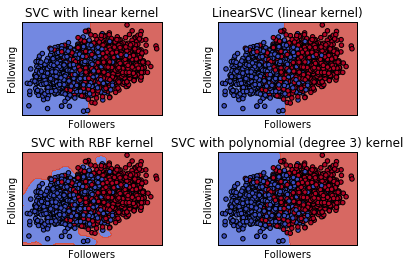 SVC with linear kernel
LinearSVC (linear kernel)
Following
Following
Followers
Followers
SVC with RBF kernel
SVC with polynomial (degree 3) kernel
Following
Following
Followers
Followers